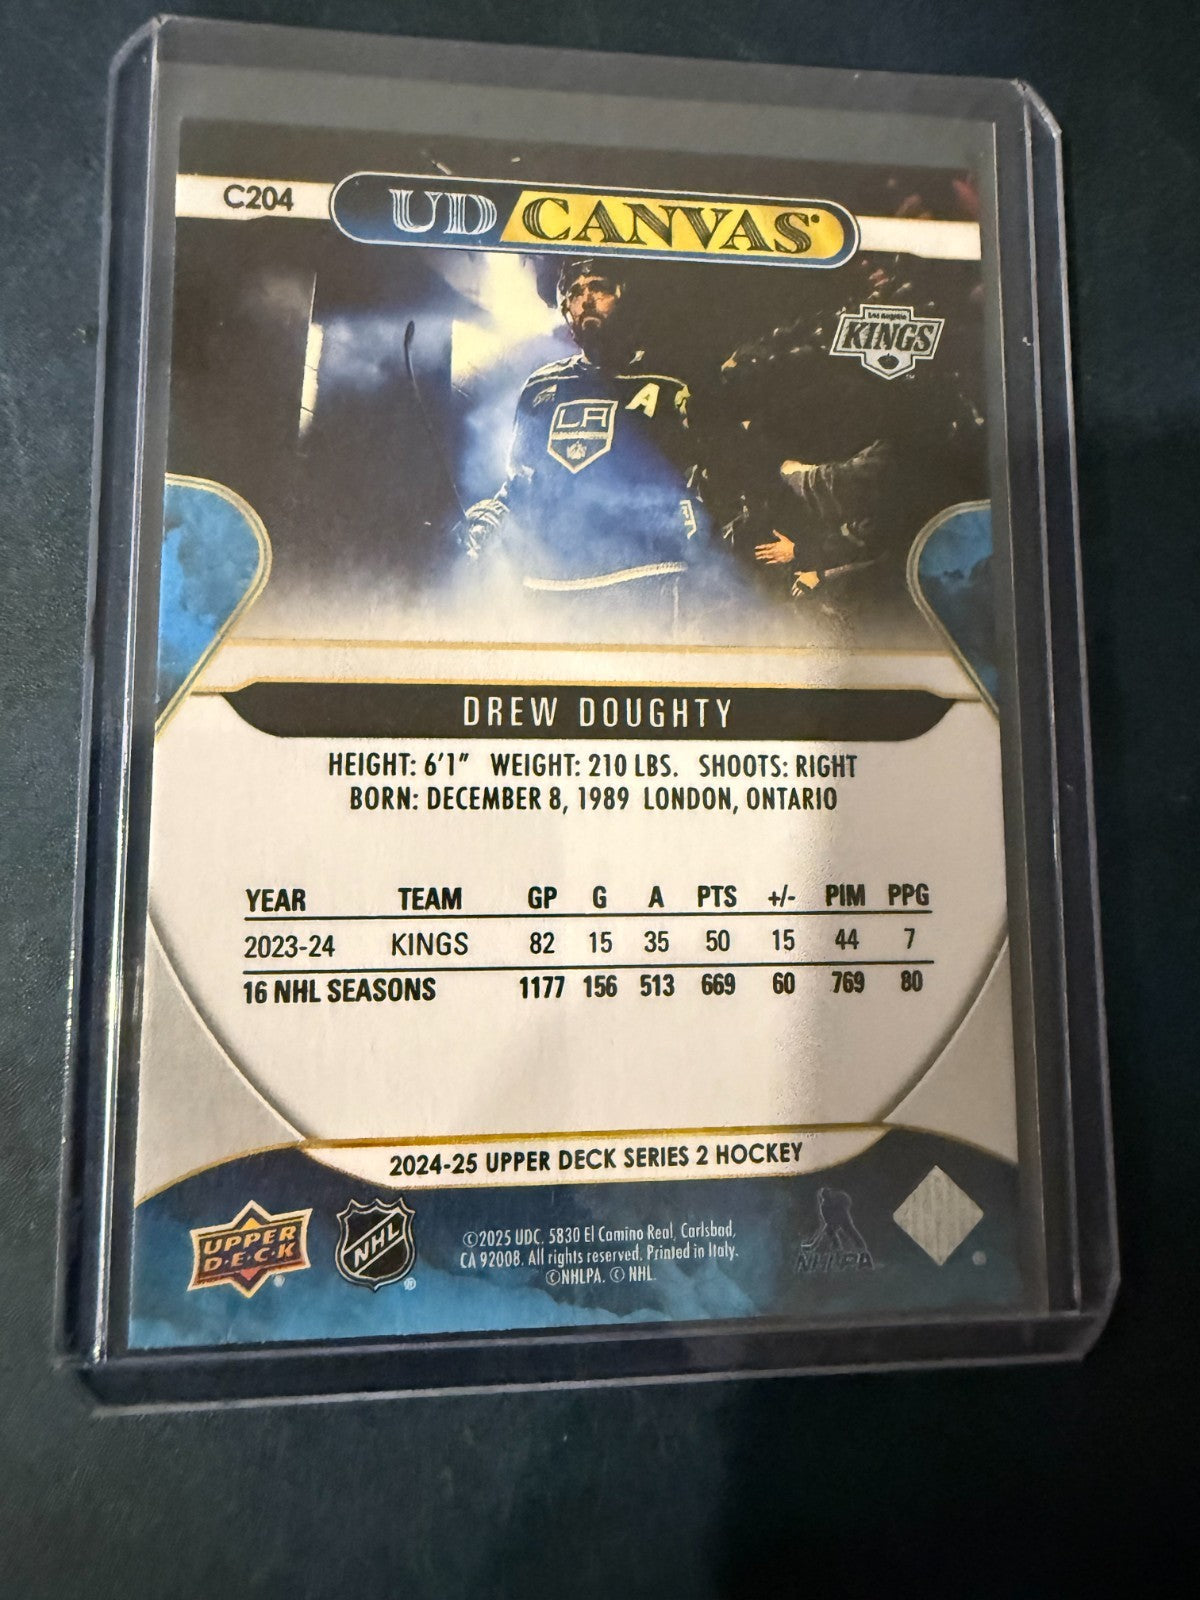 C204
UD CANVAS
Los Angeles
KINGS
A
LA
DREW DOUGHTY
HEIGHT: 6'1" WEIGHT: 210 LBS. SHOOTS: RIGHT
BORN: DECEMBER 8, 1989 LONDON, ONTARIO
YEAR TEAM GP G A PTS +/- PIM PPG
2023-24 KINGS 82 15 35 50 15 44 7
16 NHL SEASONS 1177 156 513 669 60 769 80
2024-25 UPPER DECK SERIES 2 HOCKEY
UPPER
D·E·C·K
®
NHL
®
©2025 UDC. 5830 El Camino Real, Carlsbad,
CA 92008. All rights reserved. Printed in Italy.
©NHLPA. © NHL.
NHLPA